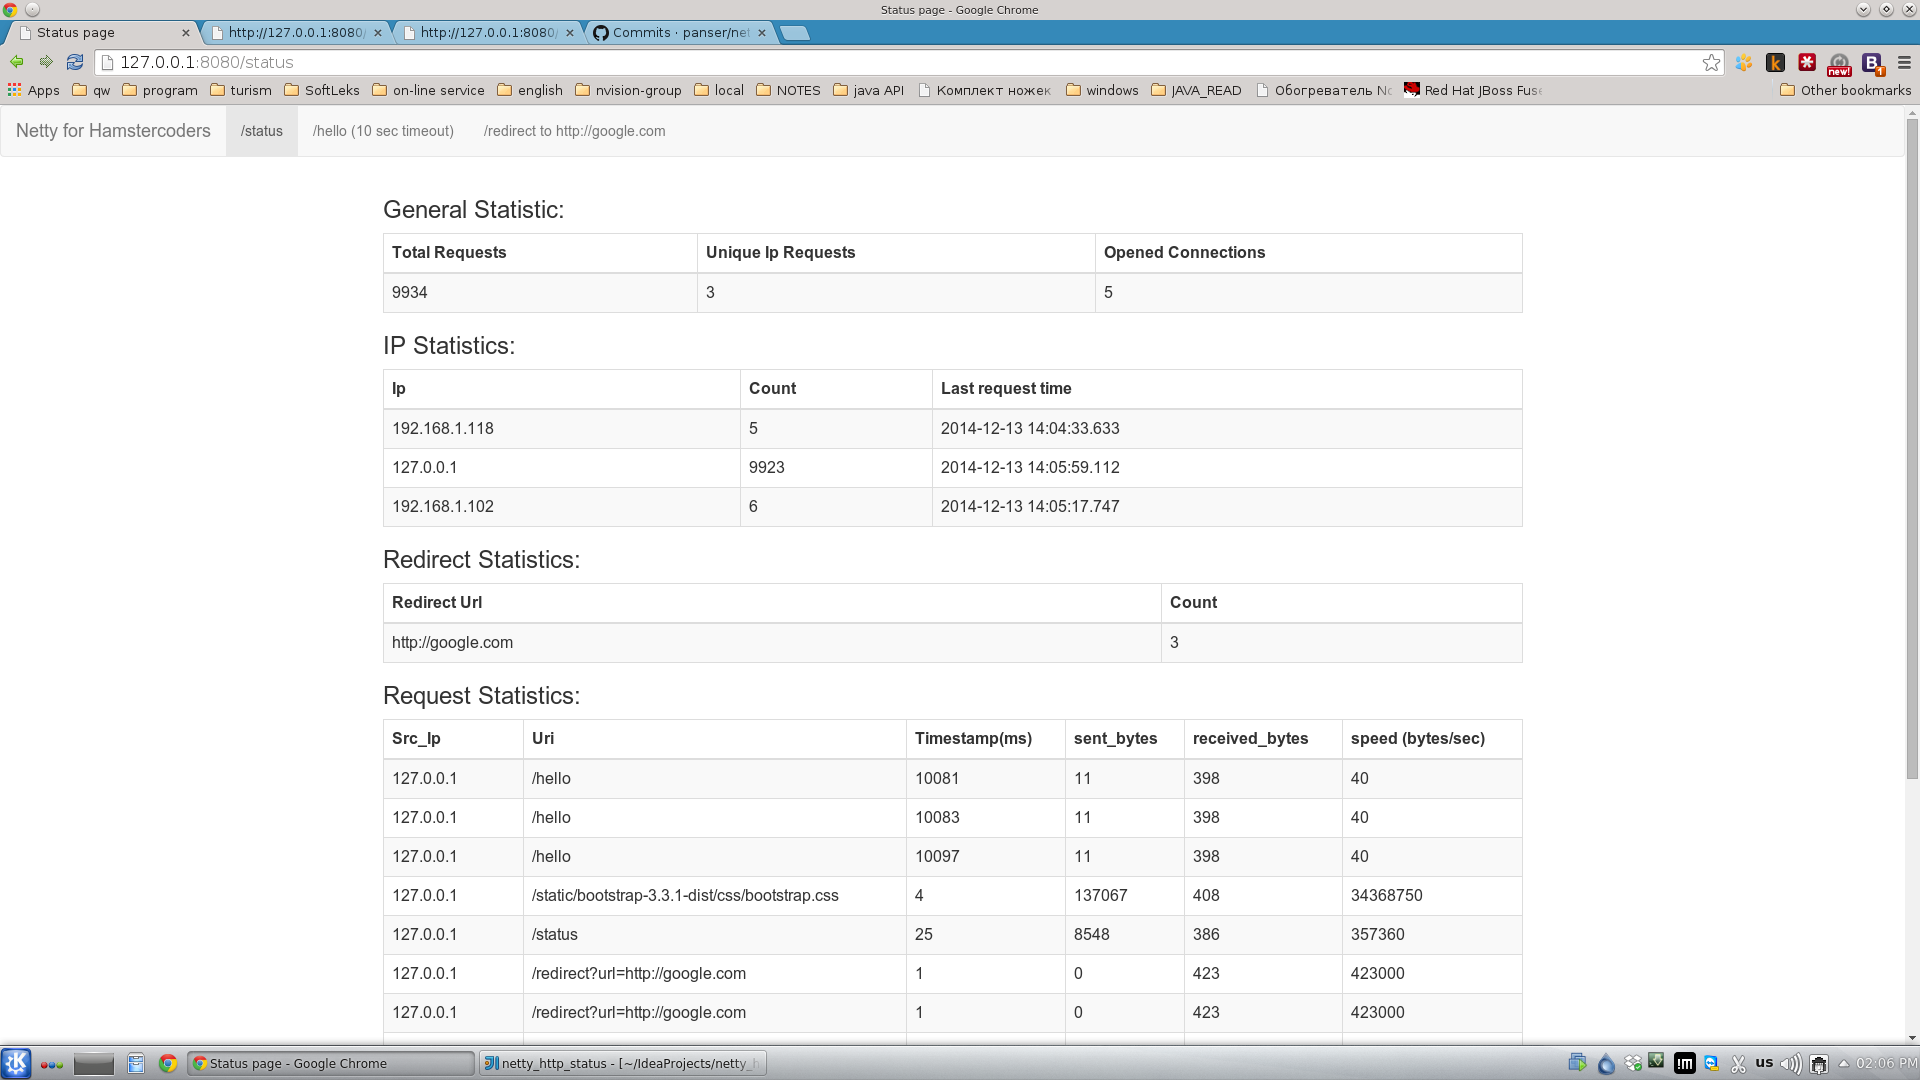 Status page - Google Chrome
Status page
http://127.0.0.1:8080/
http://127.0.0.1:8080/
Commits · panser/net
127.0.0.1:8080/status
new!
1
Apps
qw
program
turism
SoftLeks
on-line service
english
nvision-group
local
NOTES
java API
Комплект ножек
windows
JAVA_READ
Обогреватель No
Red Hat JBoss Fuse
Other bookmarks
Netty for Hamstercoders /status /hello (10 sec timeout) /redirect to http://google.com
General Statistic:
Total Requests Unique Ip Requests Opened Connections
9934 3 5
IP Statistics:
Ip Count Last request time
192.168.1.118 5 2014-12-13 14:04:33.633
127.0.0.1 9923 2014-12-13 14:05:59.112
192.168.1.102 6 2014-12-13 14:05:17.747
Redirect Statistics:
Redirect Url Count
http://google.com 3
Request Statistics:
Src_Ip Uri Timestamp(ms) sent_bytes received_bytes speed (bytes/sec)
127.0.0.1 /hello 10081 11 398 40
127.0.0.1 /hello 10083 11 398 40
127.0.0.1 /hello 10097 11 398 40
127.0.0.1 /static/bootstrap-3.3.1-dist/css/bootstrap.css 4 137067 408 34368750
127.0.0.1 /status 25 8548 386 357360
127.0.0.1 /redirect?url=http://google.com 1 0 423 423000
127.0.0.1 /redirect?url=http://google.com 1 0 423 423000
Status page - Google Chrome
netty_http_status - [~/IdeaProjects/netty_h
us
02:06 PM